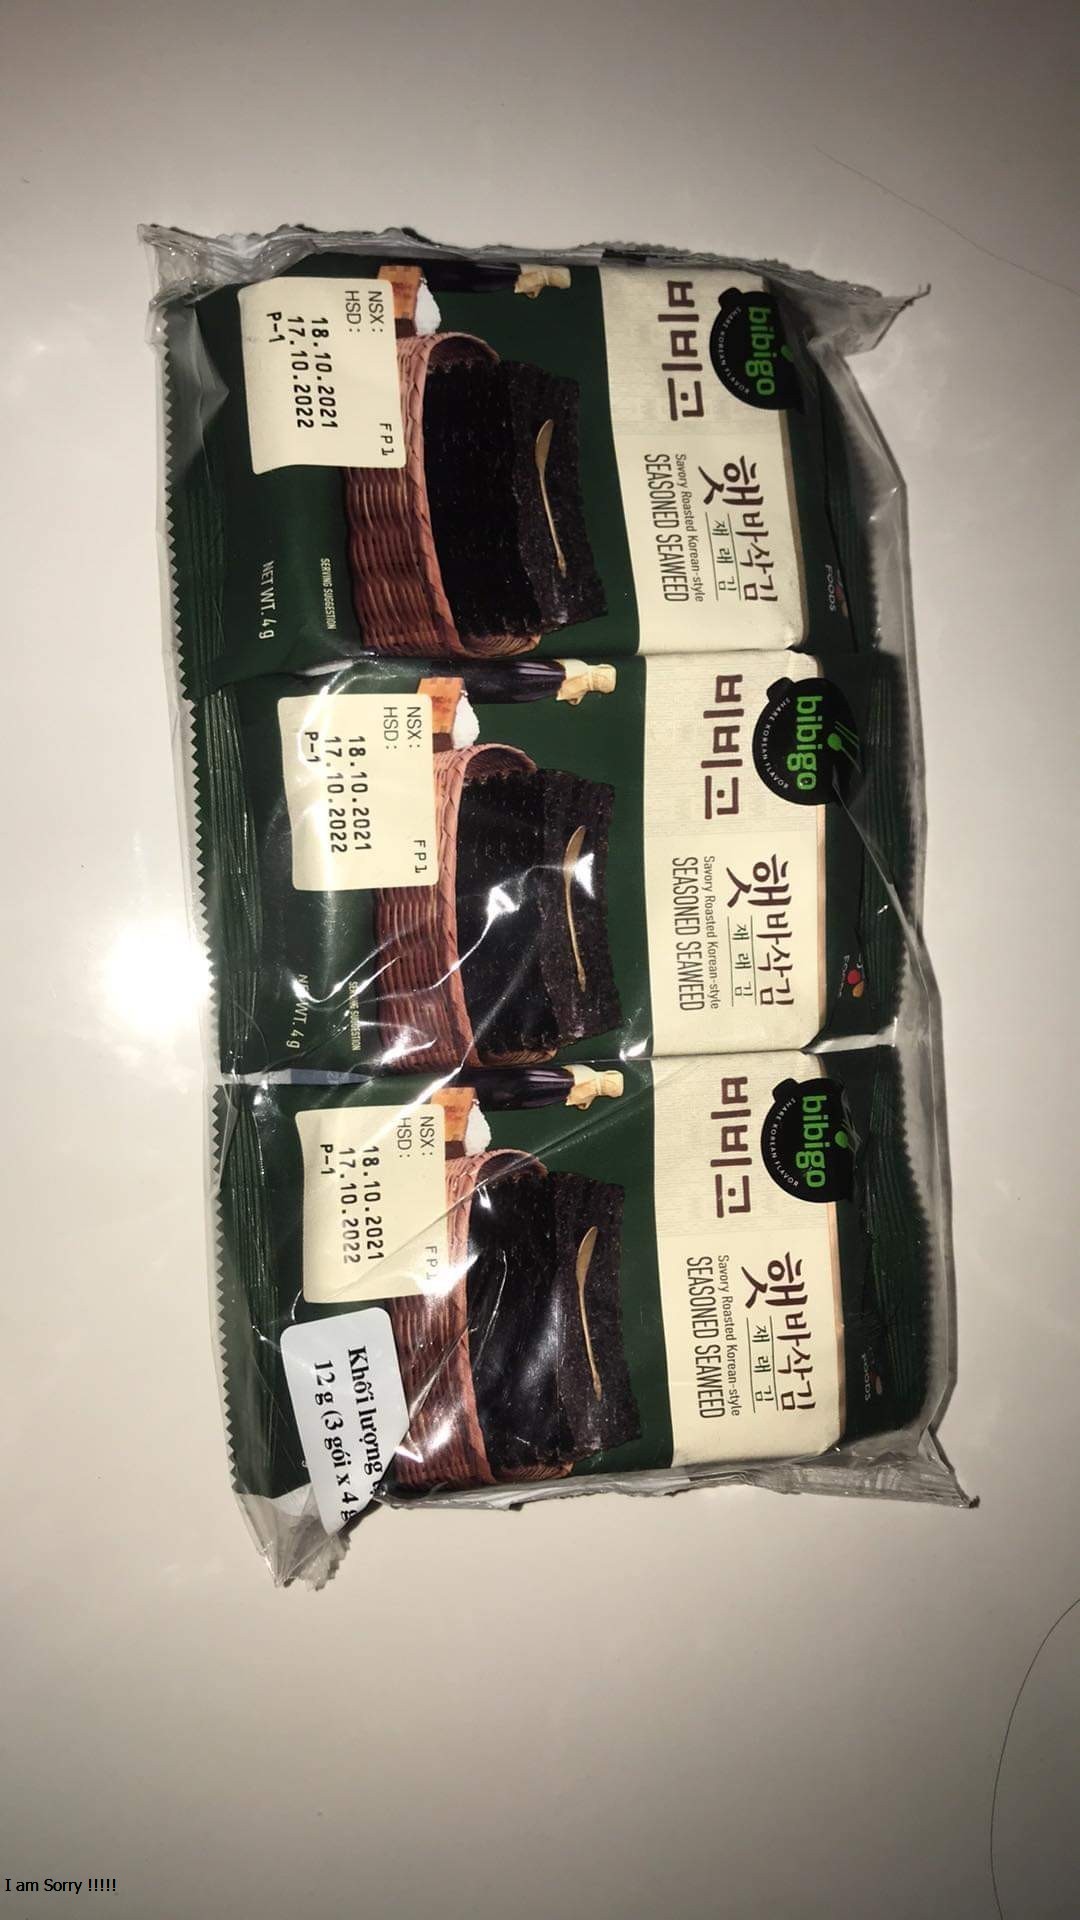 bibigo
SHARE KOREAN FLAVOR
비비고
햇바삭김
재래김
Savory Roasted Korean-style
SEASONED SEAWEED
FOODS
NSX: 18.10.2021
HSD: 17.10.2022
P-1
FP1
SERVING SUGGESTION
NET WT. 4 g
bibigo
SHARE KOREAN FLAVOR
비비고
햇바삭김
재래김
Savory Roasted Korean-style
SEASONED SEAWEED
NSX: 18.10.2021
HSD: 17.10.2022
P-1
FP1
SUGGESTION
WT. 4 g
bibigo
SHARE KOREAN FLAVOR
비비고
햇바삭김
재래김
Savory Roasted Korean-style
SEASONED SEAWEED
FOODS
NSX: 18.10.2021
HSD: 17.10.2022
P-1
FP1
Khối lượng
12 g (3 gói x 4 g
I am Sorry !!!!!